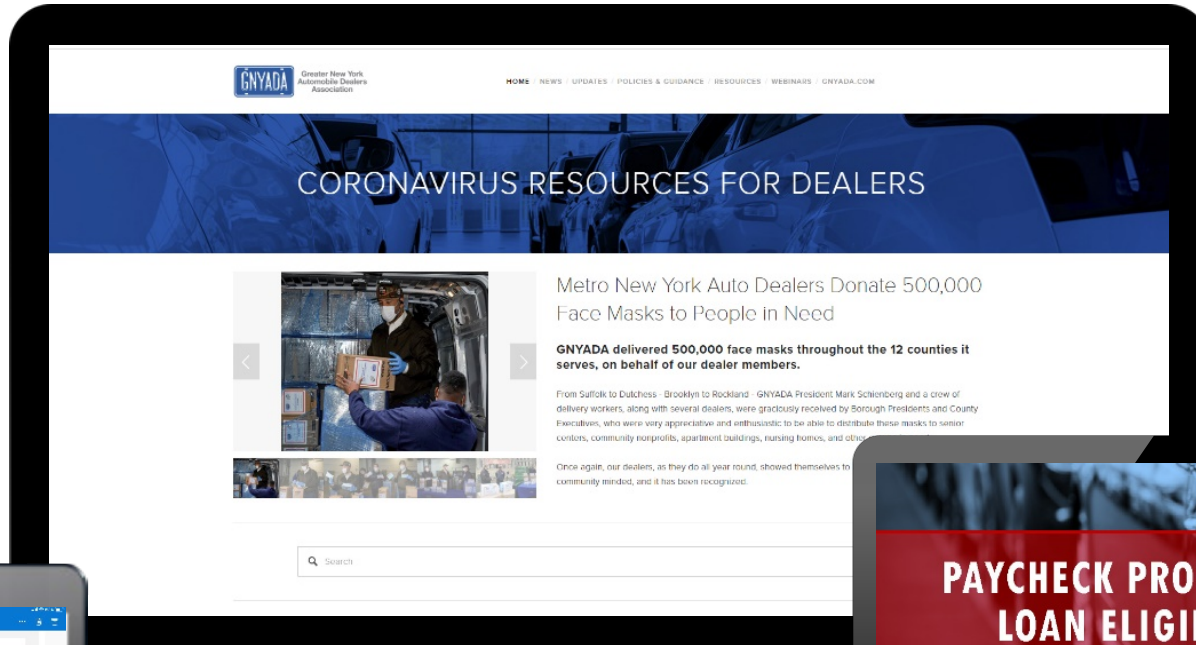 GNYADA
Greater New York
Automobile Dealers
Association
HOME / NEWS / UPDATES / POLICIES & GUIDANCE / RESOURCES / WEBINARS / GNYADA.COM
CORONAVIRUS RESOURCES FOR DEALERS
Metro New York Auto Dealers Donate 500,000
Face Masks to People in Need
GNYADA delivered 500,000 face masks throughout the 12 counties it
serves, on behalf of our dealer members.
From Suffolk to Dutchess - Brooklyn to Rockland - GNYADA President Mark Schienberg and a crew of
delivery workers, along with several dealers, were graciously received by Borough Presidents and County
Executives, who were very appreciative and enthusiastic to be able to distribute these masks to senior
centers, community nonprofits, apartment buildings, nursing homes, and other
Once again, our dealers, as they do all year round, showed themselves to
community minded, and it has been recognized.
Search
PAYCHECK PRO
LOAN ELIGI